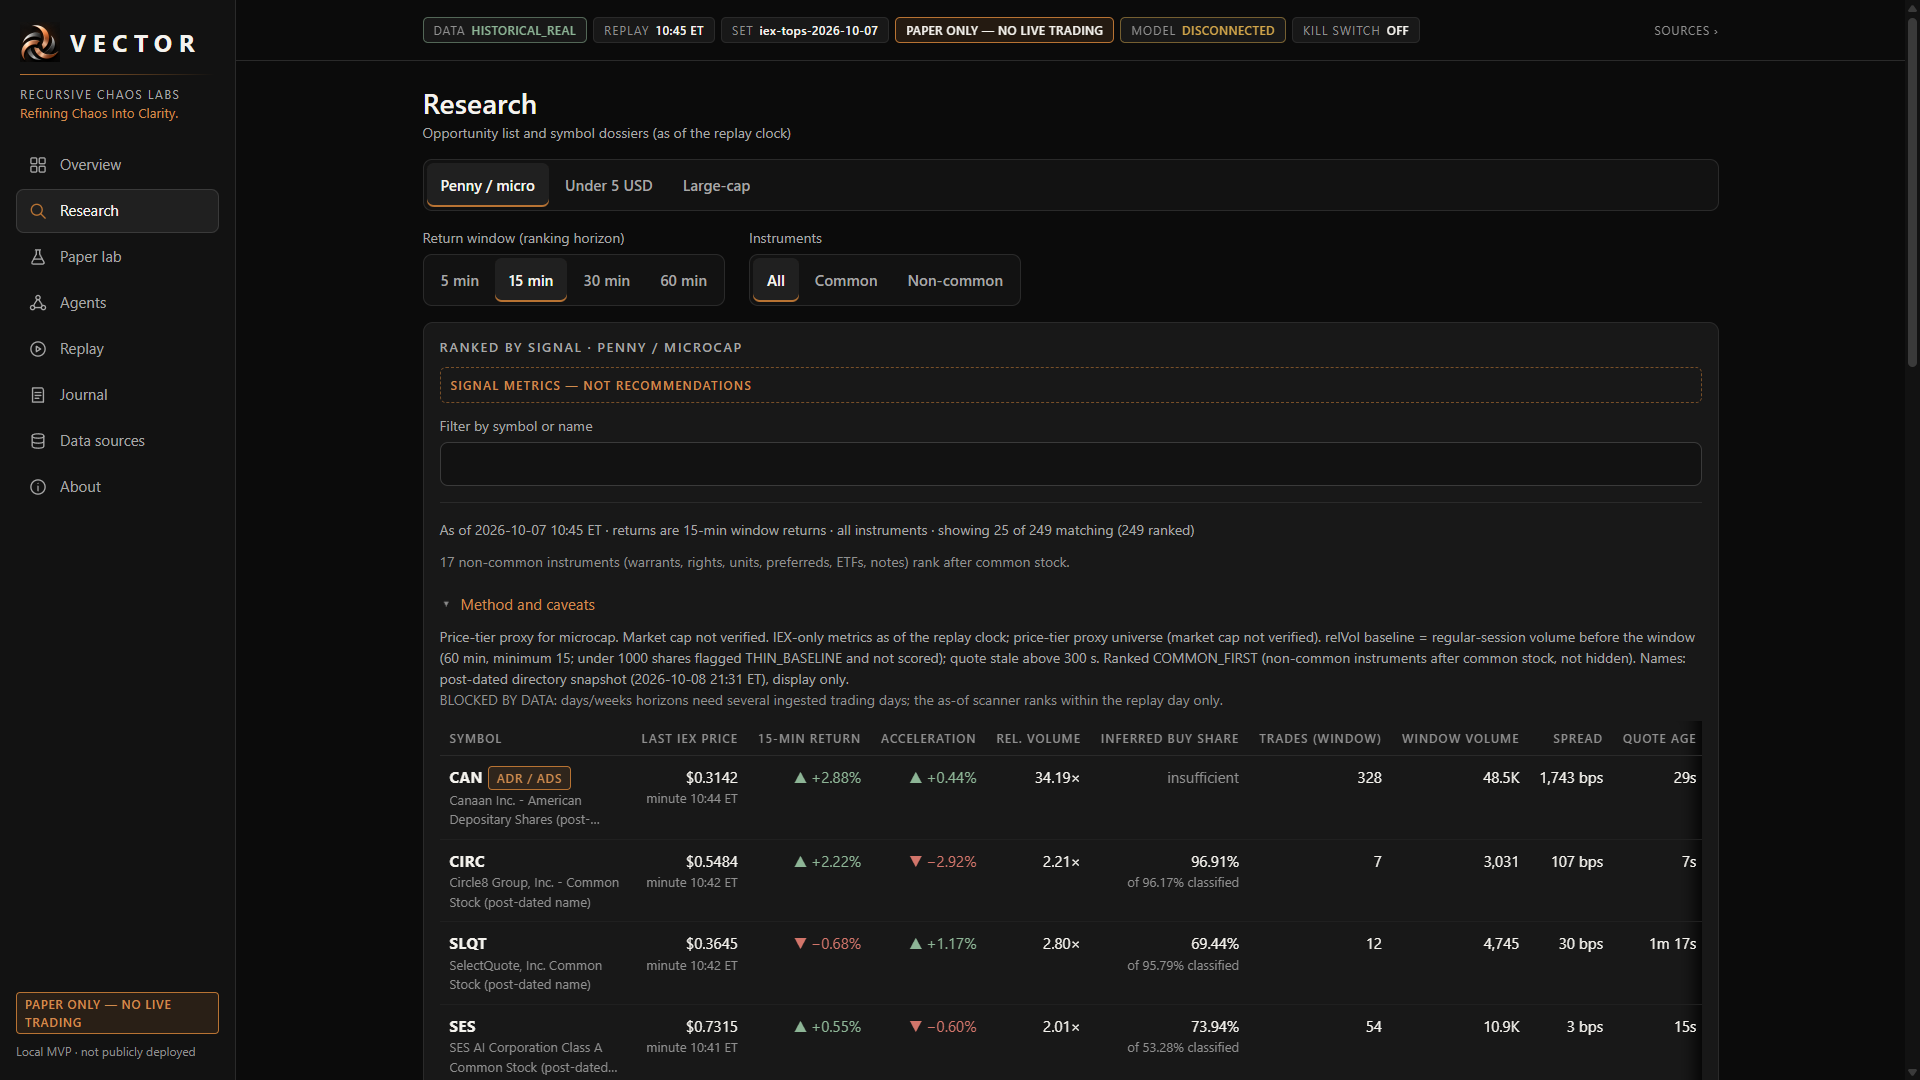 VECTOR
RECURSIVE CHAOS LABS
Refining Chaos Into Clarity.
Overview
Research
Paper lab
Agents
Replay
Journal
Data sources
About
PAPER ONLY — NO LIVE
TRADING
Local MVP · not publicly deployed
DATA HISTORICAL_REAL
REPLAY 10:45 ET
SET iex-tops-2026-10-07
PAPER ONLY — NO LIVE TRADING
MODEL DISCONNECTED
KILL SWITCH OFF
SOURCES ›
Research
Opportunity list and symbol dossiers (as of the replay clock)
Penny / micro Under 5 USD Large-cap
Return window (ranking horizon) Instruments
5 min 15 min 30 min 60 min All Common Non-common
RANKED BY SIGNAL · PENNY / MICROCAP
SIGNAL METRICS — NOT RECOMMENDATIONS
Filter by symbol or name
As of 2026-10-07 10:45 ET · returns are 15-min window returns · all instruments · showing 25 of 249 matching (249 ranked)
17 non-common instruments (warrants, rights, units, preferreds, ETFs, notes) rank after common stock.
▾ Method and caveats
Price-tier proxy for microcap. Market cap not verified. IEX-only metrics as of the replay clock; price-tier proxy universe (market cap not verified). relVol baseline = regular-session volume before the window
(60 min, minimum 15; under 1000 shares flagged THIN_BASELINE and not scored); quote stale above 300 s. Ranked COMMON_FIRST (non-common instruments after common stock, not hidden). Names:
post-dated directory snapshot (2026-10-08 21:31 ET), display only.
BLOCKED BY DATA: days/weeks horizons need several ingested trading days; the as-of scanner ranks within the replay day only.
SYMBOL LAST IEX PRICE 15-MIN RETURN ACCELERATION REL. VOLUME INFERRED BUY SHARE TRADES (WINDOW) WINDOW VOLUME SPREAD QUOTE AGE
CAN ADR / ADS $0.3142 ▲ +2.88% ▲ +0.44% 34.19× insufficient 328 48.5K 1,743 bps 29s
Canaan Inc. - American minute 10:44 ET
Depositary Shares (post-...
CIRC $0.5484 ▲ +2.22% ▼ −2.92% 2.21× 96.91% 7 3,031 107 bps 7s
Circle8 Group, Inc. - Common minute 10:42 ET of 96.17% classified
Stock (post-dated name)
SLQT $0.3645 ▼ −0.68% ▲ +1.17% 2.80× 69.44% 12 4,745 30 bps 1m 17s
SelectQuote, Inc. Common minute 10:42 ET of 95.79% classified
Stock (post-dated name)
SES $0.7315 ▲ +0.55% ▼ −0.60% 2.01× 73.94% 54 10.9K 3 bps 15s
SES AI Corporation Class A minute 10:41 ET of 53.28% classified
Common Stock (post-dated...